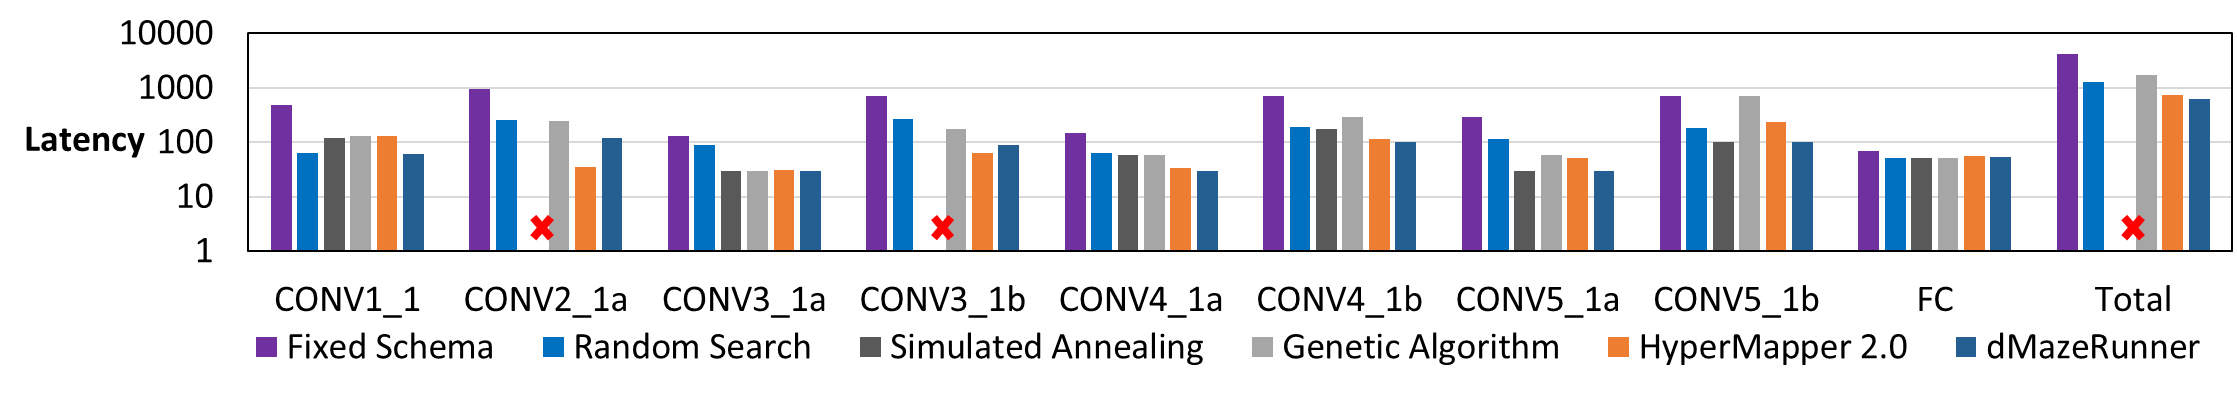 10000
1000
Latency 100
10
1
CONV1_1 CONV2_1a CONV3_1a CONV3_1b CONV4_1a CONV4_1b CONV5_1a CONV5_1b FC Total
Fixed Schema Random Search Simulated Annealing Genetic Algorithm HyperMapper 2.0 dMazeRunner